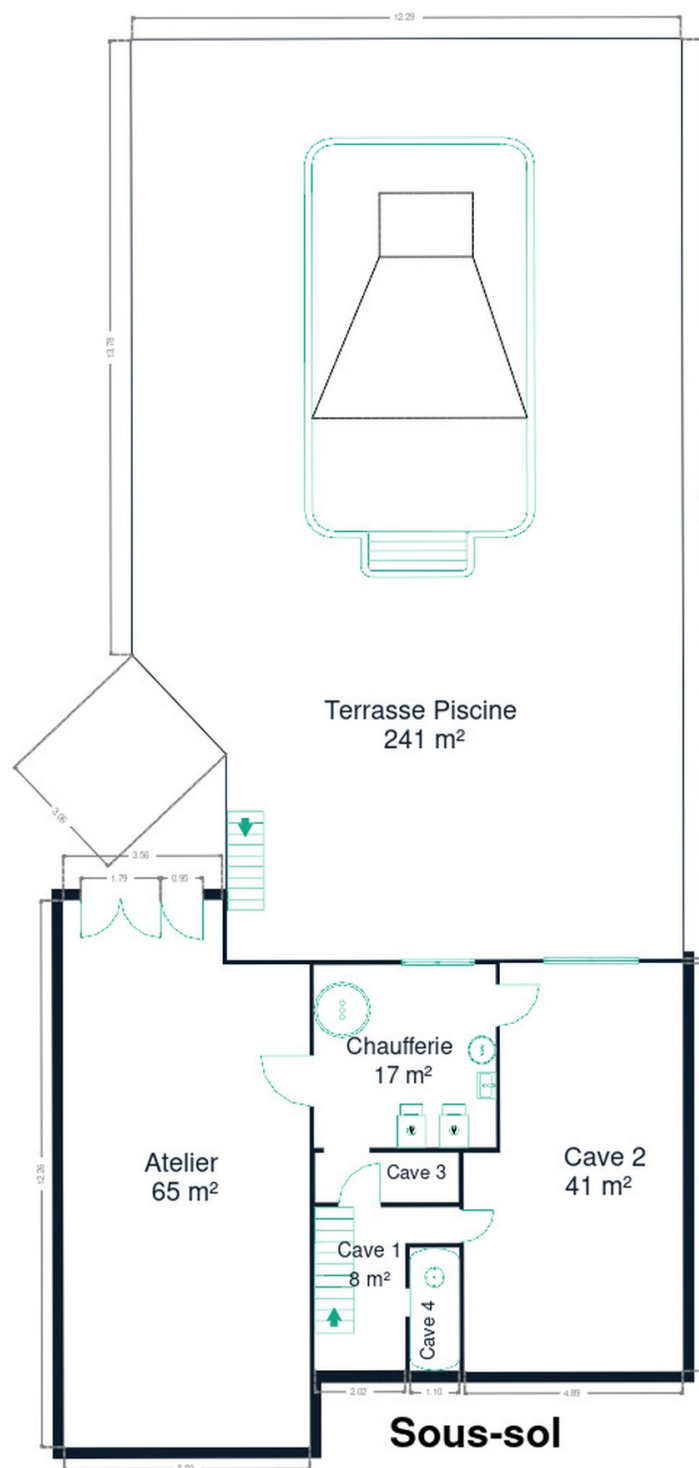 12.29
13.78
Terrasse Piscine
241 m²
3.06
3.56
1.79
0.95
Chaufferie
17 m²
12.26
Atelier
65 m²
Cave 3
Cave 2
41 m²
Cave 1
8 m²
Cave 4
2.02
1.10
4.89
Sous-sol